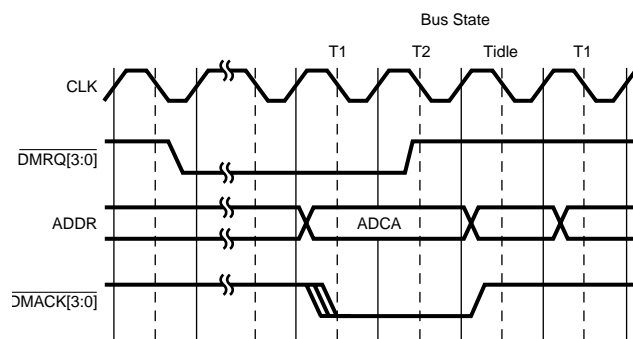 Bus State
T1 T2 Tidle T1
CLK
DMRQ[3:0]
ADDR
ADCA
DMACK[3:0]